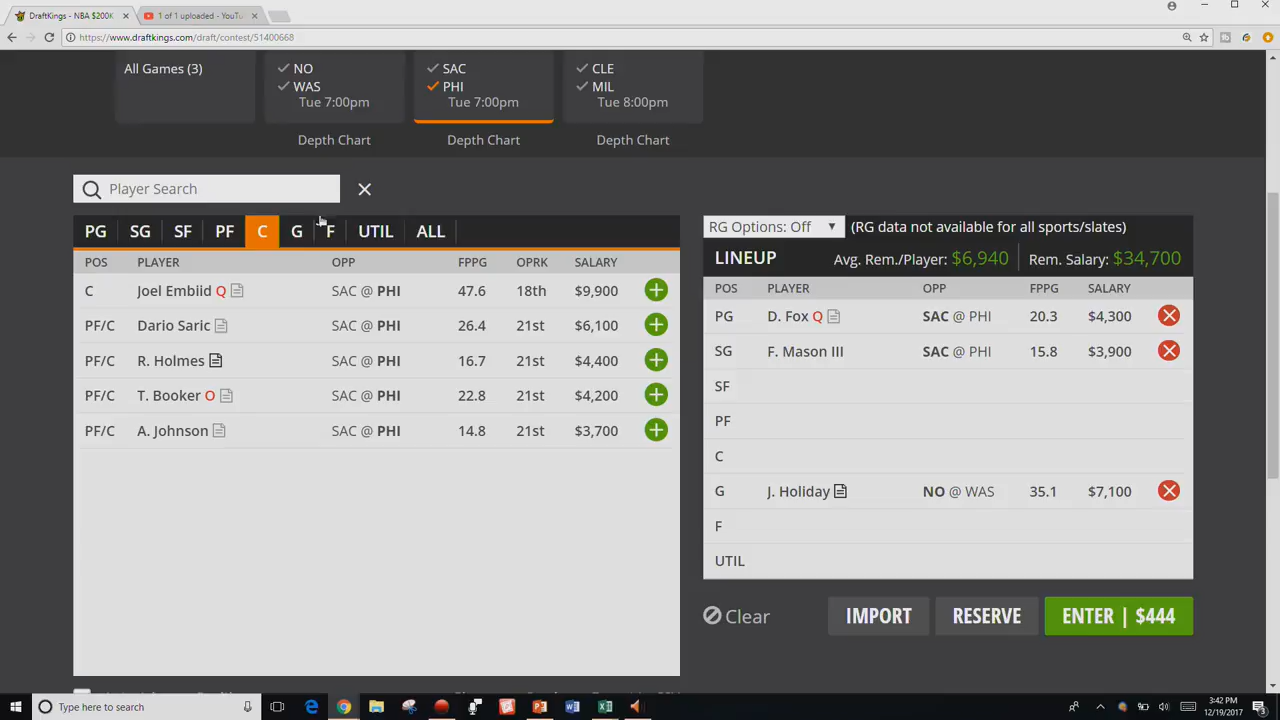 DraftKings - NBA $200K
1 of 1 uploaded - YouTu
https://www.draftkings.com/draft/contest/51400668
All Games (3)
NO
WAS
Tue 7:00pm
SAC
PHI
Tue 7:00pm
CLE
MIL
Tue 8:00pm
Depth Chart
Depth Chart
Depth Chart
Player Search
PG SG SF PF C G F UTIL ALL
POS PLAYER OPP FPPG OPRK SALARY
C Joel Embiid Q SAC @ PHI 47.6 18th $9,900
PF/C Dario Saric SAC @ PHI 26.4 21st $6,100
PF/C R. Holmes SAC @ PHI 16.7 21st $4,400
PF/C T. Booker O SAC @ PHI 22.8 21st $4,200
PF/C A. Johnson SAC @ PHI 14.8 21st $3,700
RG Options: Off (RG data not available for all sports/slates)
LINEUP Avg. Rem./Player: $6,940 Rem. Salary: $34,700
POS PLAYER OPP FPPG SALARY
PG D. Fox Q SAC @ PHI 20.3 $4,300
SG F. Mason III SAC @ PHI 15.8 $3,900
SF
PF
C
G J. Holiday NO @ WAS 35.1 $7,100
F
UTIL
Clear IMPORT RESERVE ENTER | $444
Type here to search
3:42 PM
12/19/2017